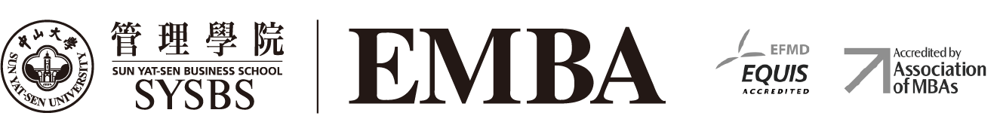 中山大學
SUN YAT-SEN UNIVERSITY
管理學院
SUN YAT-SEN BUSINESS SCHOOL
SYSBS
EMBA
EFMD
EQUIS
ACCREDITED
Accredited by
Association
of MBAs